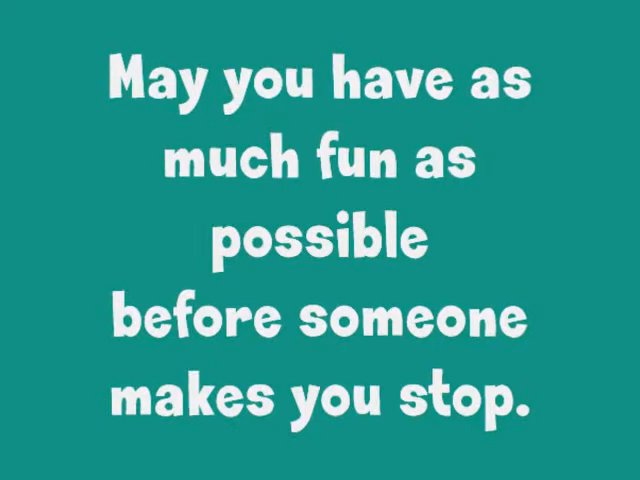 May you have as
much fun as
possible
before someone
makes you stop.